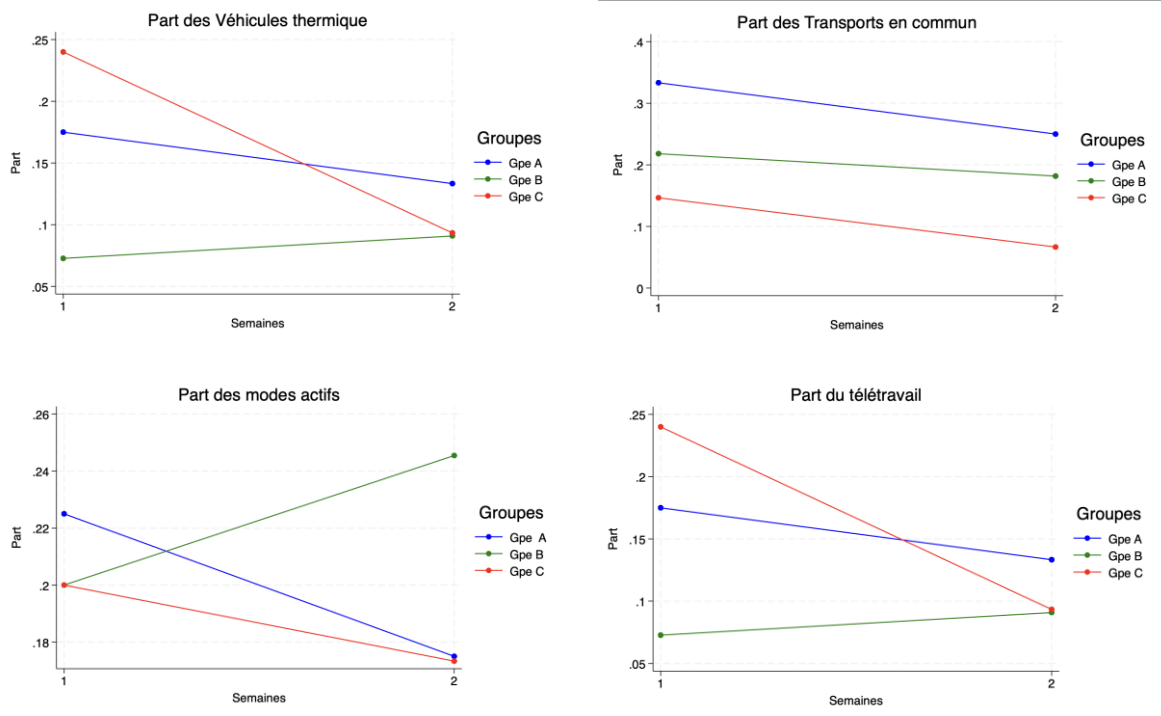 Part des Véhicules thermique
.25
.2
.15
.1
.05
Part
1
2
Semaines
Groupes
Gpe A
Gpe B
Gpe C
Part des Transports en commun
.4
.3
.2
.1
0
Part
1
2
Semaines
Groupes
Gpe A
Gpe B
Gpe C
Part des modes actifs
.26
.24
.22
.2
.18
Part
1
2
Semaines
Groupes
Gpe A
Gpe B
Gpe C
Part du télétravail
.25
.2
.15
.1
.05
Part
1
2
Semaines
Groupes
Gpe A
Gpe B
Gpe C